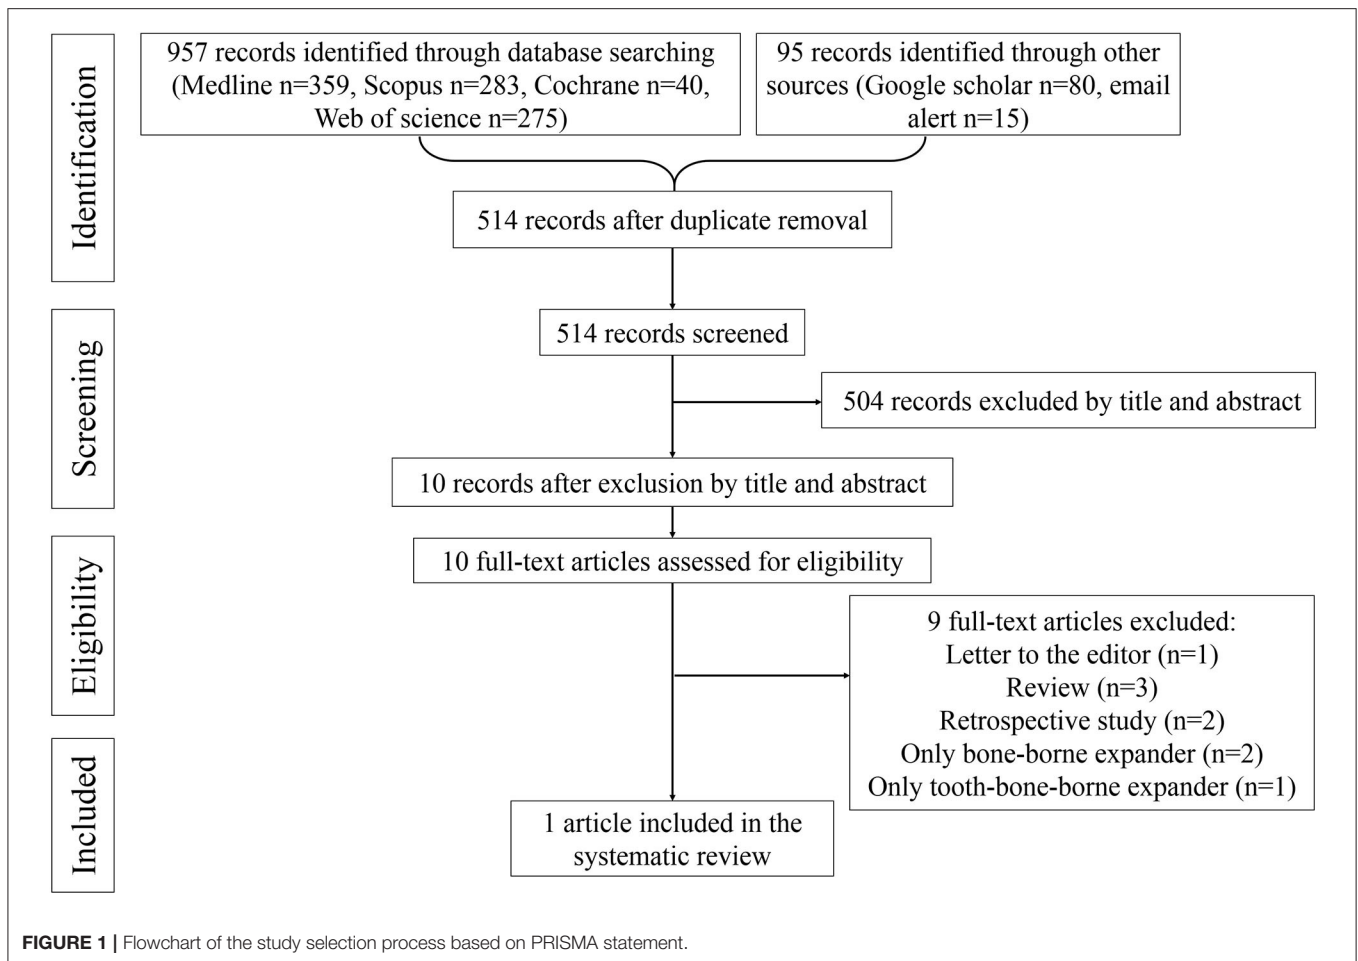 Identification
957 records identified through database searching
(Medline n=359, Scopus n=283, Cochrane n=40,
Web of science n=275)
95 records identified through other
sources (Google scholar n=80, email
alert n=15)
514 records after duplicate removal
Screening
514 records screened
504 records excluded by title and abstract
10 records after exclusion by title and abstract
Eligibility
10 full-text articles assessed for eligibility
9 full-text articles excluded:
Letter to the editor (n=1)
Review (n=3)
Retrospective study (n=2)
Only bone-borne expander (n=2)
Only tooth-bone-borne expander (n=1)
Included
1 article included in the
systematic review
FIGURE 1 | Flowchart of the study selection process based on PRISMA statement.